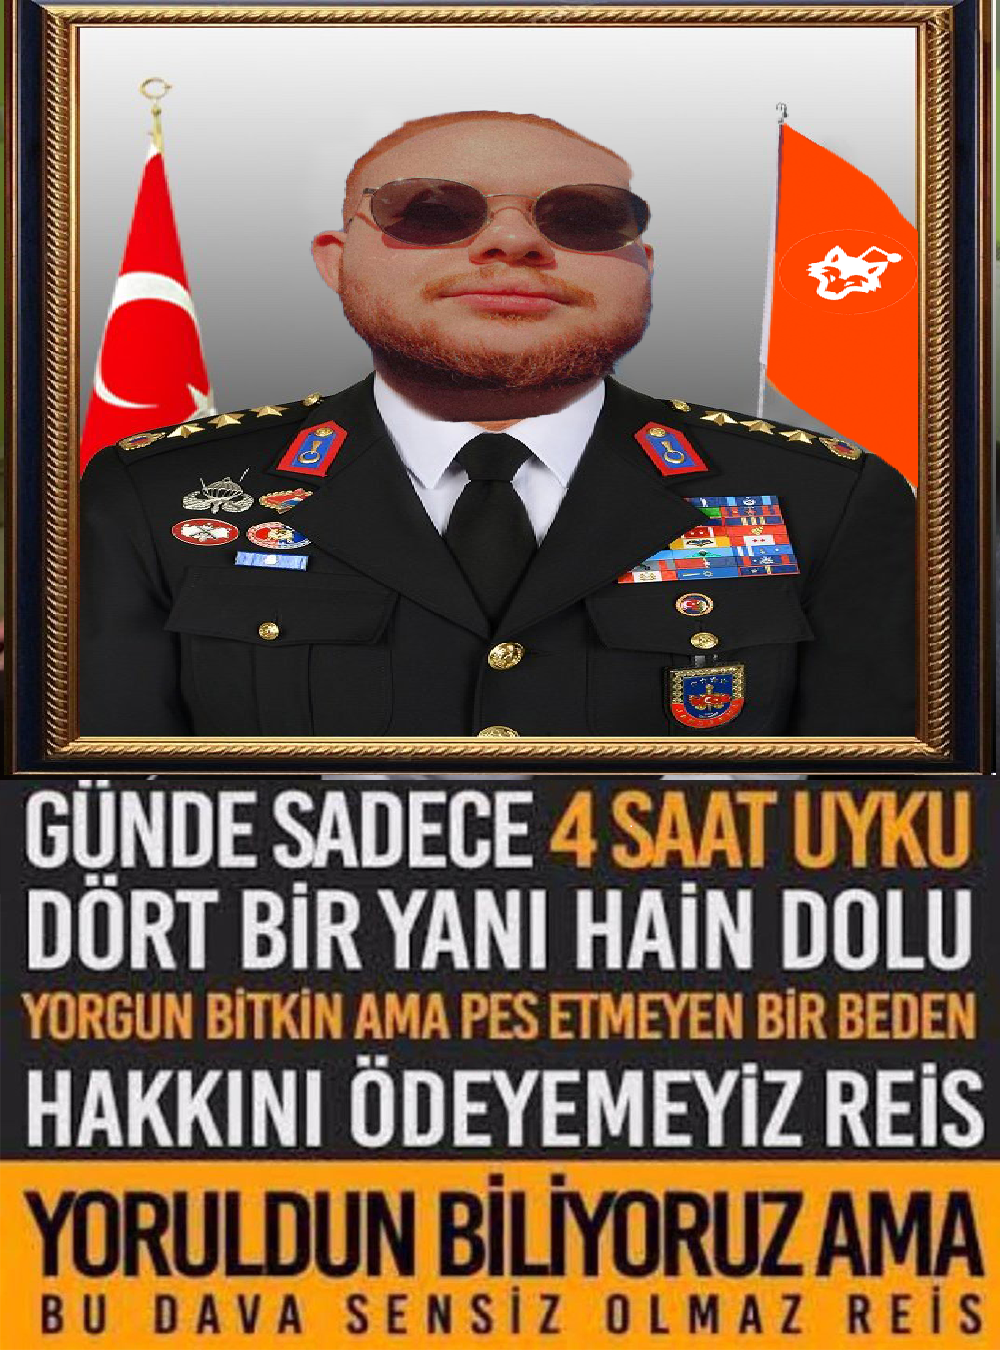 GÜNDE SADECE 4 SAAT UYKU
DÖRT BİR YANI HAİN DOLU
YORGUN BİTKİN AMA PES ETMEYEN BİR BEDEN
HAKKINI ÖDEYEMEYİZ REİS
YORULDUN BİLİYORUZ AMA
BU DAVA SENSİZ OLMAZ REİS